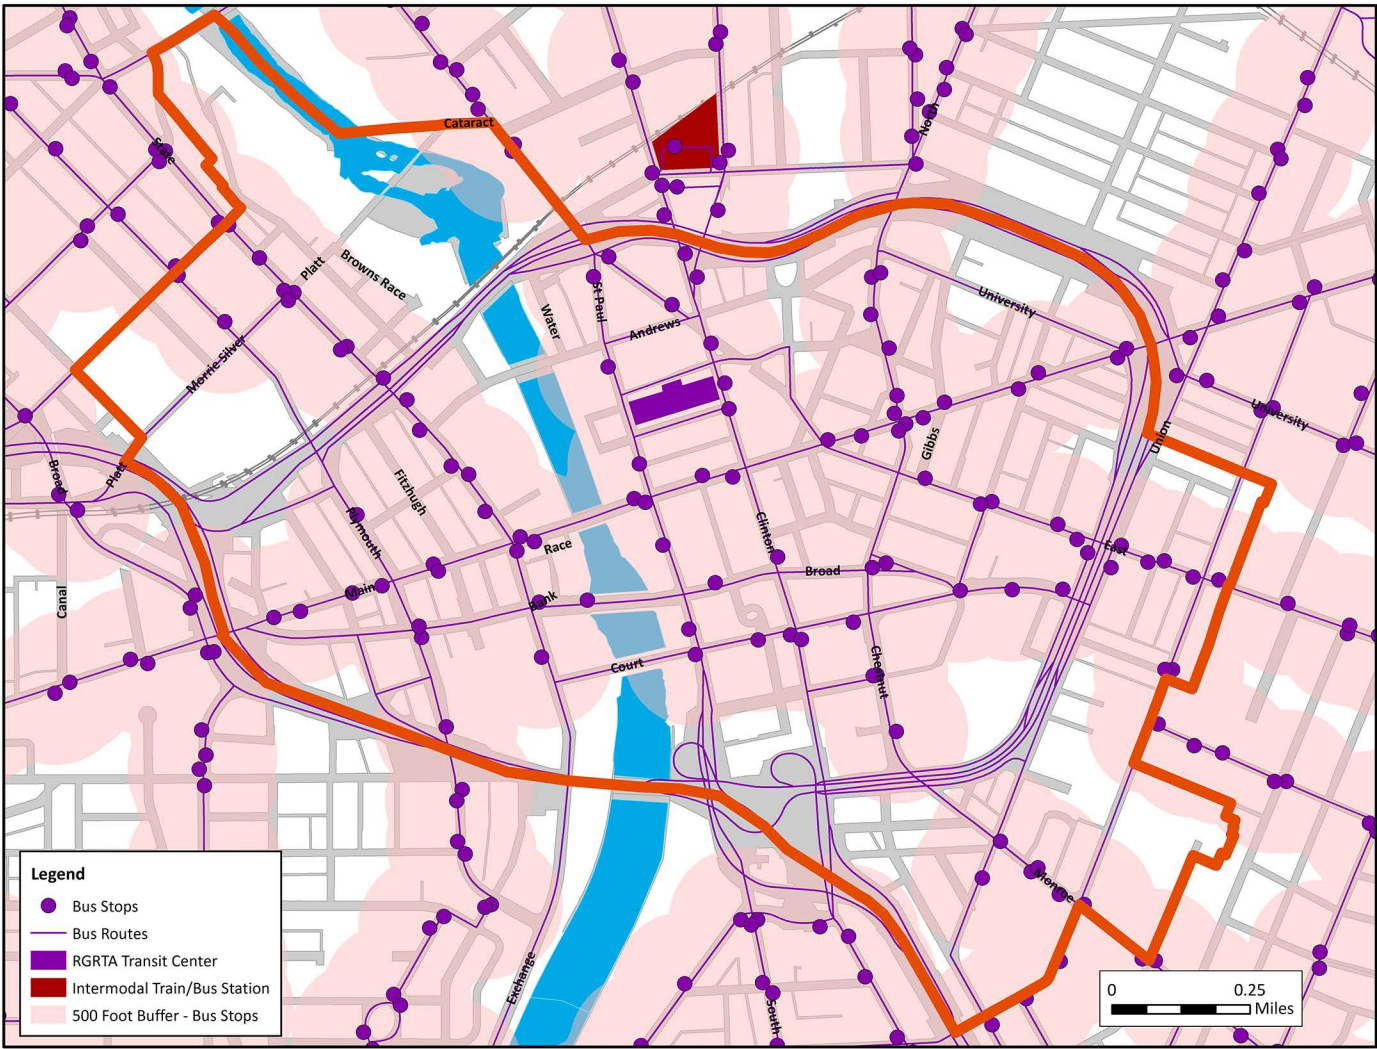 Cataract
North
State
Platt
Browns Race
University
Water
St Paul
Andrews
Morrie Silver
University
Union
Gibbs
Broad
Platt
Fitzhugh
Plymouth
Clinton
Race
East
Main
Broad
Canal
Bank
Court
Chestnut
Monroe
Exchange
South
Legend
Bus Stops
Bus Routes
RGRTA Transit Center
Intermodal Train/Bus Station
500 Foot Buffer - Bus Stops
0 0.25
Miles